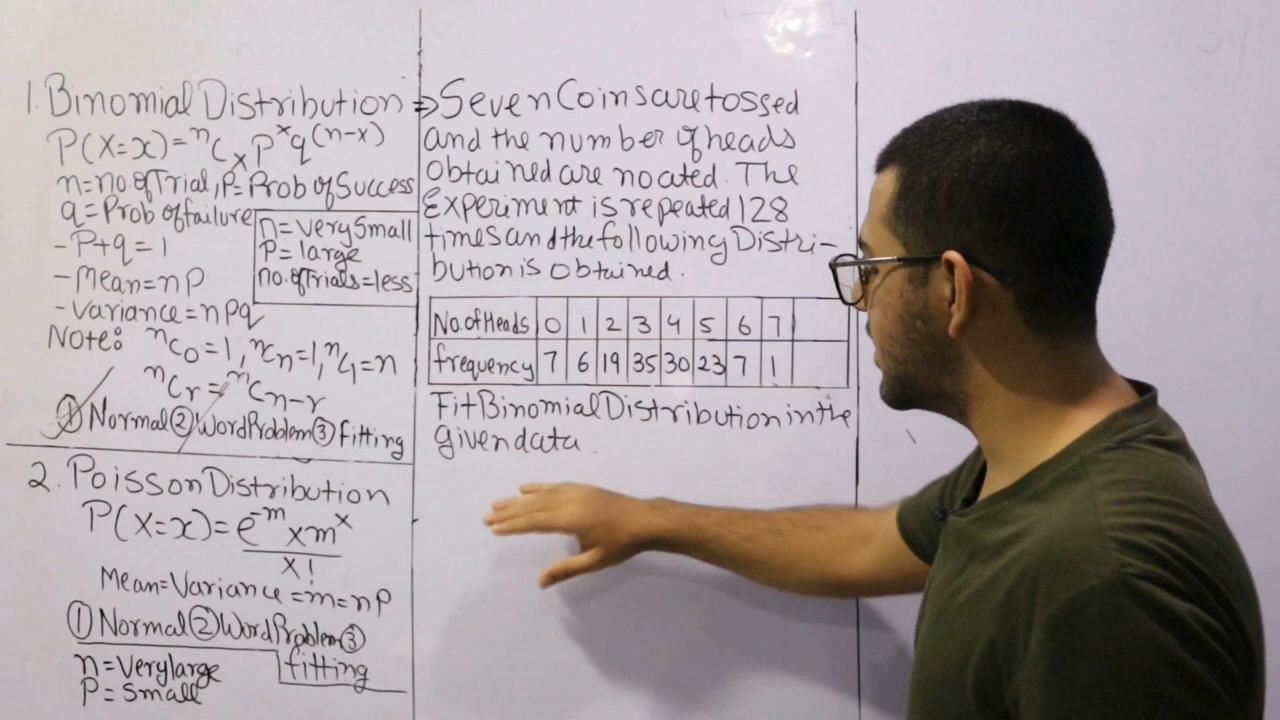 1. Binomial Distribution
P(X=x) = ⁿCₓ Pˣ q⁽ⁿ⁻ˣ⁾
n = no. of Trial, P = Prob of Success
q = Prob of failure
- P+q = 1
- Mean = nP
- Variance = nPq
n = very small
P = large
no. of Trials = less
Note: ⁿC₀ = 1, ⁿCₙ = 1, ⁿC₁ = n
ⁿCᵣ = ⁿCₙ₋ᵣ
① Normal ② Word Problem ③ Fitting
2. Poisson Distribution
P(X=x) = e⁻ᵐ × mˣ
x!
Mean = Variance = m = nP
① Normal ② Word Problem ③
fitting
n = Very large
P = Small
⇒ Seven Coins are tossed
and the number of heads
Obtained are nocated. The
Experiment is repeated 128
times and the following Distri-
bution is Obtained.
No. of Heads 0 1 2 3 4 5 6 7
frequency 7 6 19 35 30 23 7 1
Fit Binomial Distribution in the
given data.